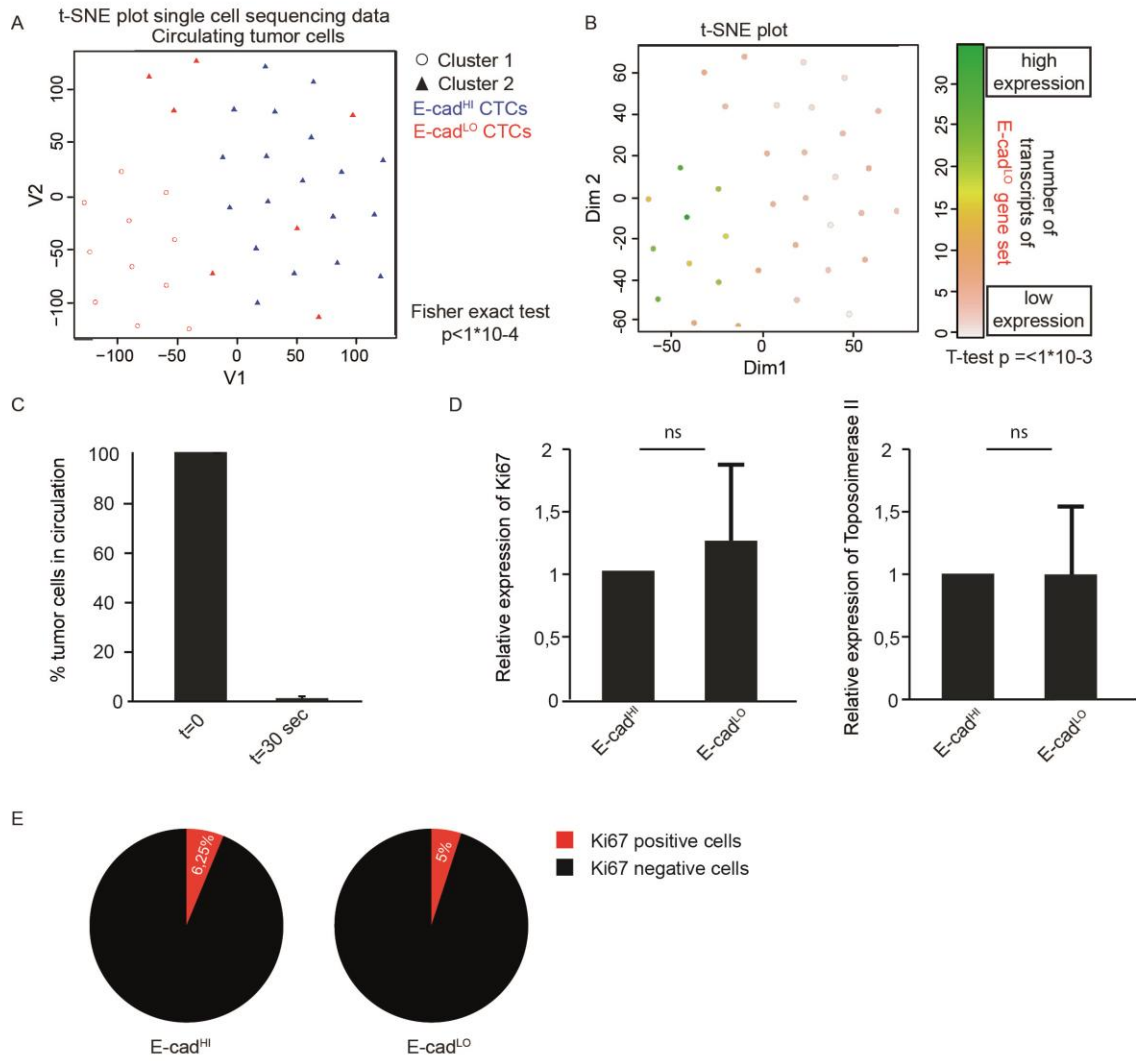 A
t-SNE plot single cell sequencing data
Circulating tumor cells
100
50
0
−50
−100
V2
−100
−50
0
50
100
V1
Cluster 1
Cluster 2
E-cadHI CTCs
E-cadLO CTCs
Fisher exact test
p<1*10-4
B
t-SNE plot
60
40
20
0
-20
-40
-60
Dim 2
−50
0
50
Dim1
30
25
20
15
10
5
0
high
expression
number of
transcripts of
E-cadLO gene set
low
expression
T-test p =<1*10-3
C
% tumor cells in circulation
100
80
60
40
20
0
t=0
t=30 sec
D
Relative expression of Ki67
2
1,5
1
0,5
0
ns
E-cadHI
E-cadLO
Relative expression of Toposoimerase II
2
1,5
1
0,5
0
ns
E-cadHI
E-cadLO
E
6,25%
E-cadHI
5%
E-cadLO
Ki67 positive cells
Ki67 negative cells